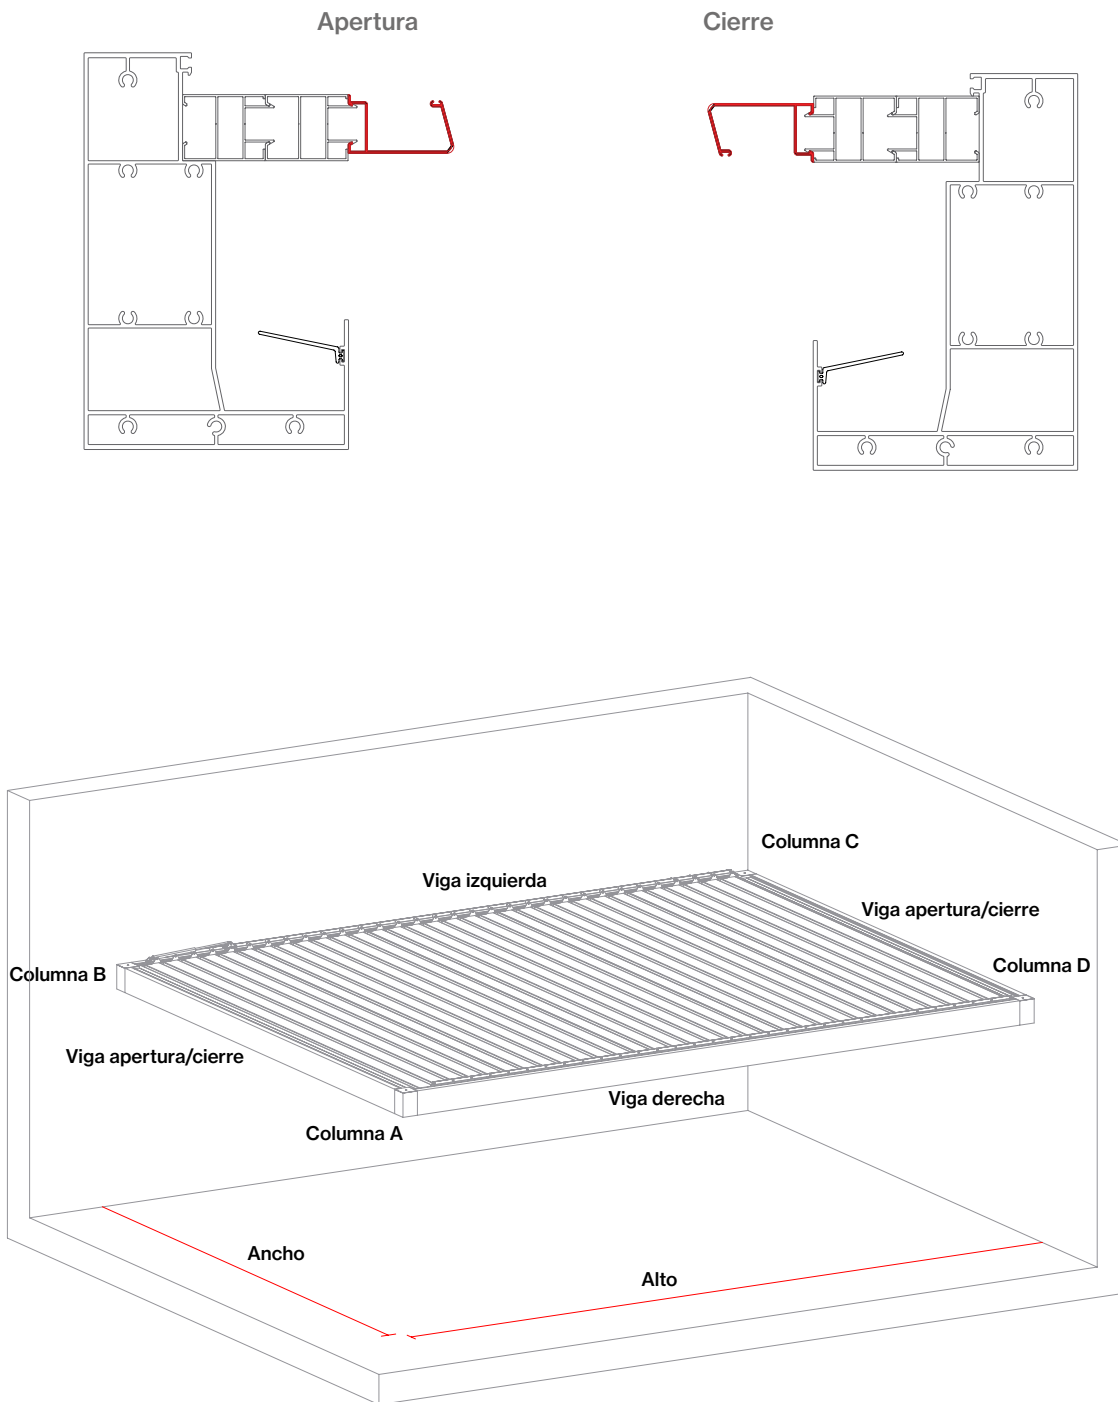 Apertura
Cierre
Columna C
Viga izquierda
Viga apertura/cierre
Columna B
Columna D
Viga apertura/cierre
Viga derecha
Columna A
Ancho
Alto